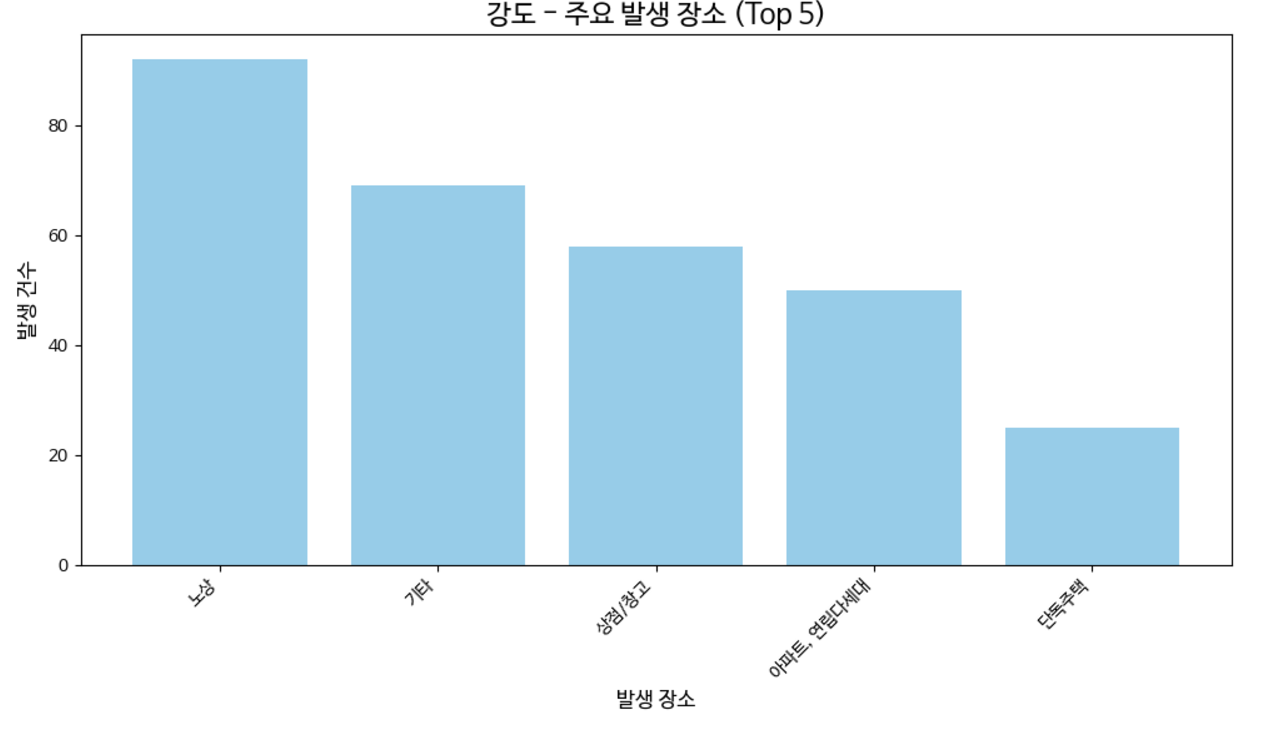 강도 - 주요 발생 장소 (Top 5)
발생 건수
80
60
40
20
0
노상
기타
상점/창고
아파트, 연립다세대
단독주택
발생 장소